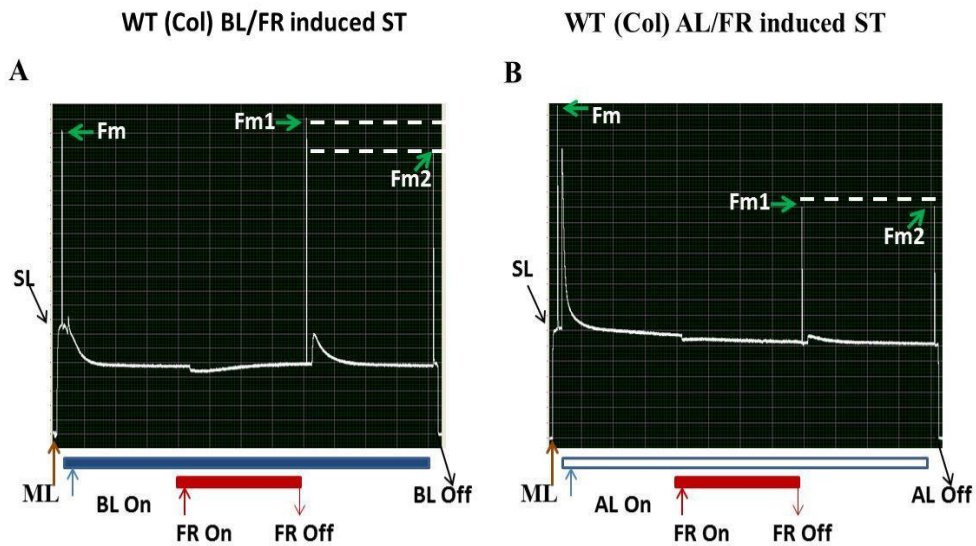 WT (Col) BL/FR induced ST
WT (Col) AL/FR induced ST
A
Fm
Fm1
Fm2
SL
ML
BL On
BL Off
FR On
FR Off
B
Fm
Fm1
Fm2
SL
ML
AL On
AL Off
FR On
FR Off